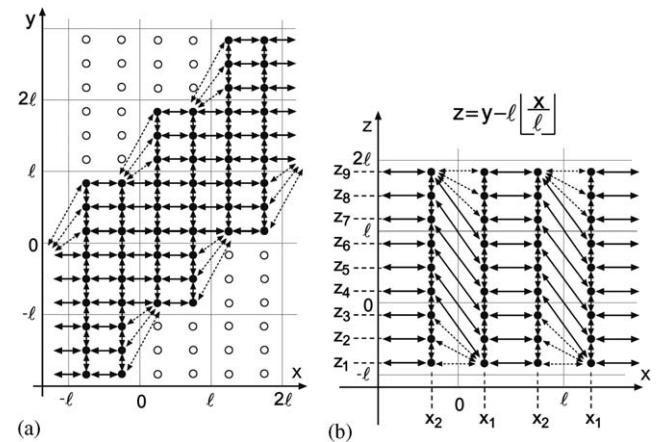 y
2ℓ
ℓ
0
-ℓ
-ℓ
0
ℓ
2ℓ
x
(a)
z=y-ℓ⌊x/ℓ⌋
z
2ℓ
z₉
z₈
z₇
ℓ
z₆
z₅
z₄
0
z₃
z₂
z₁
-ℓ
0
ℓ
x
x₂
x₁
x₂
x₁
(b)